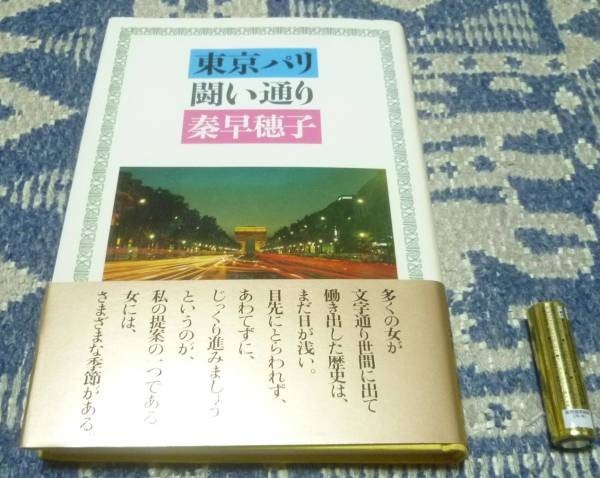 東京パリ
闘い通り
秦早穂子
多くの女が
文字通り世間に出て
働き出した歴史は、
まだ日が浅い。
目先にとらわれず、
あわてずに、
じっくり進みましょう
というのが、
私の提案の一つである
女には、
さまざまな季節がある